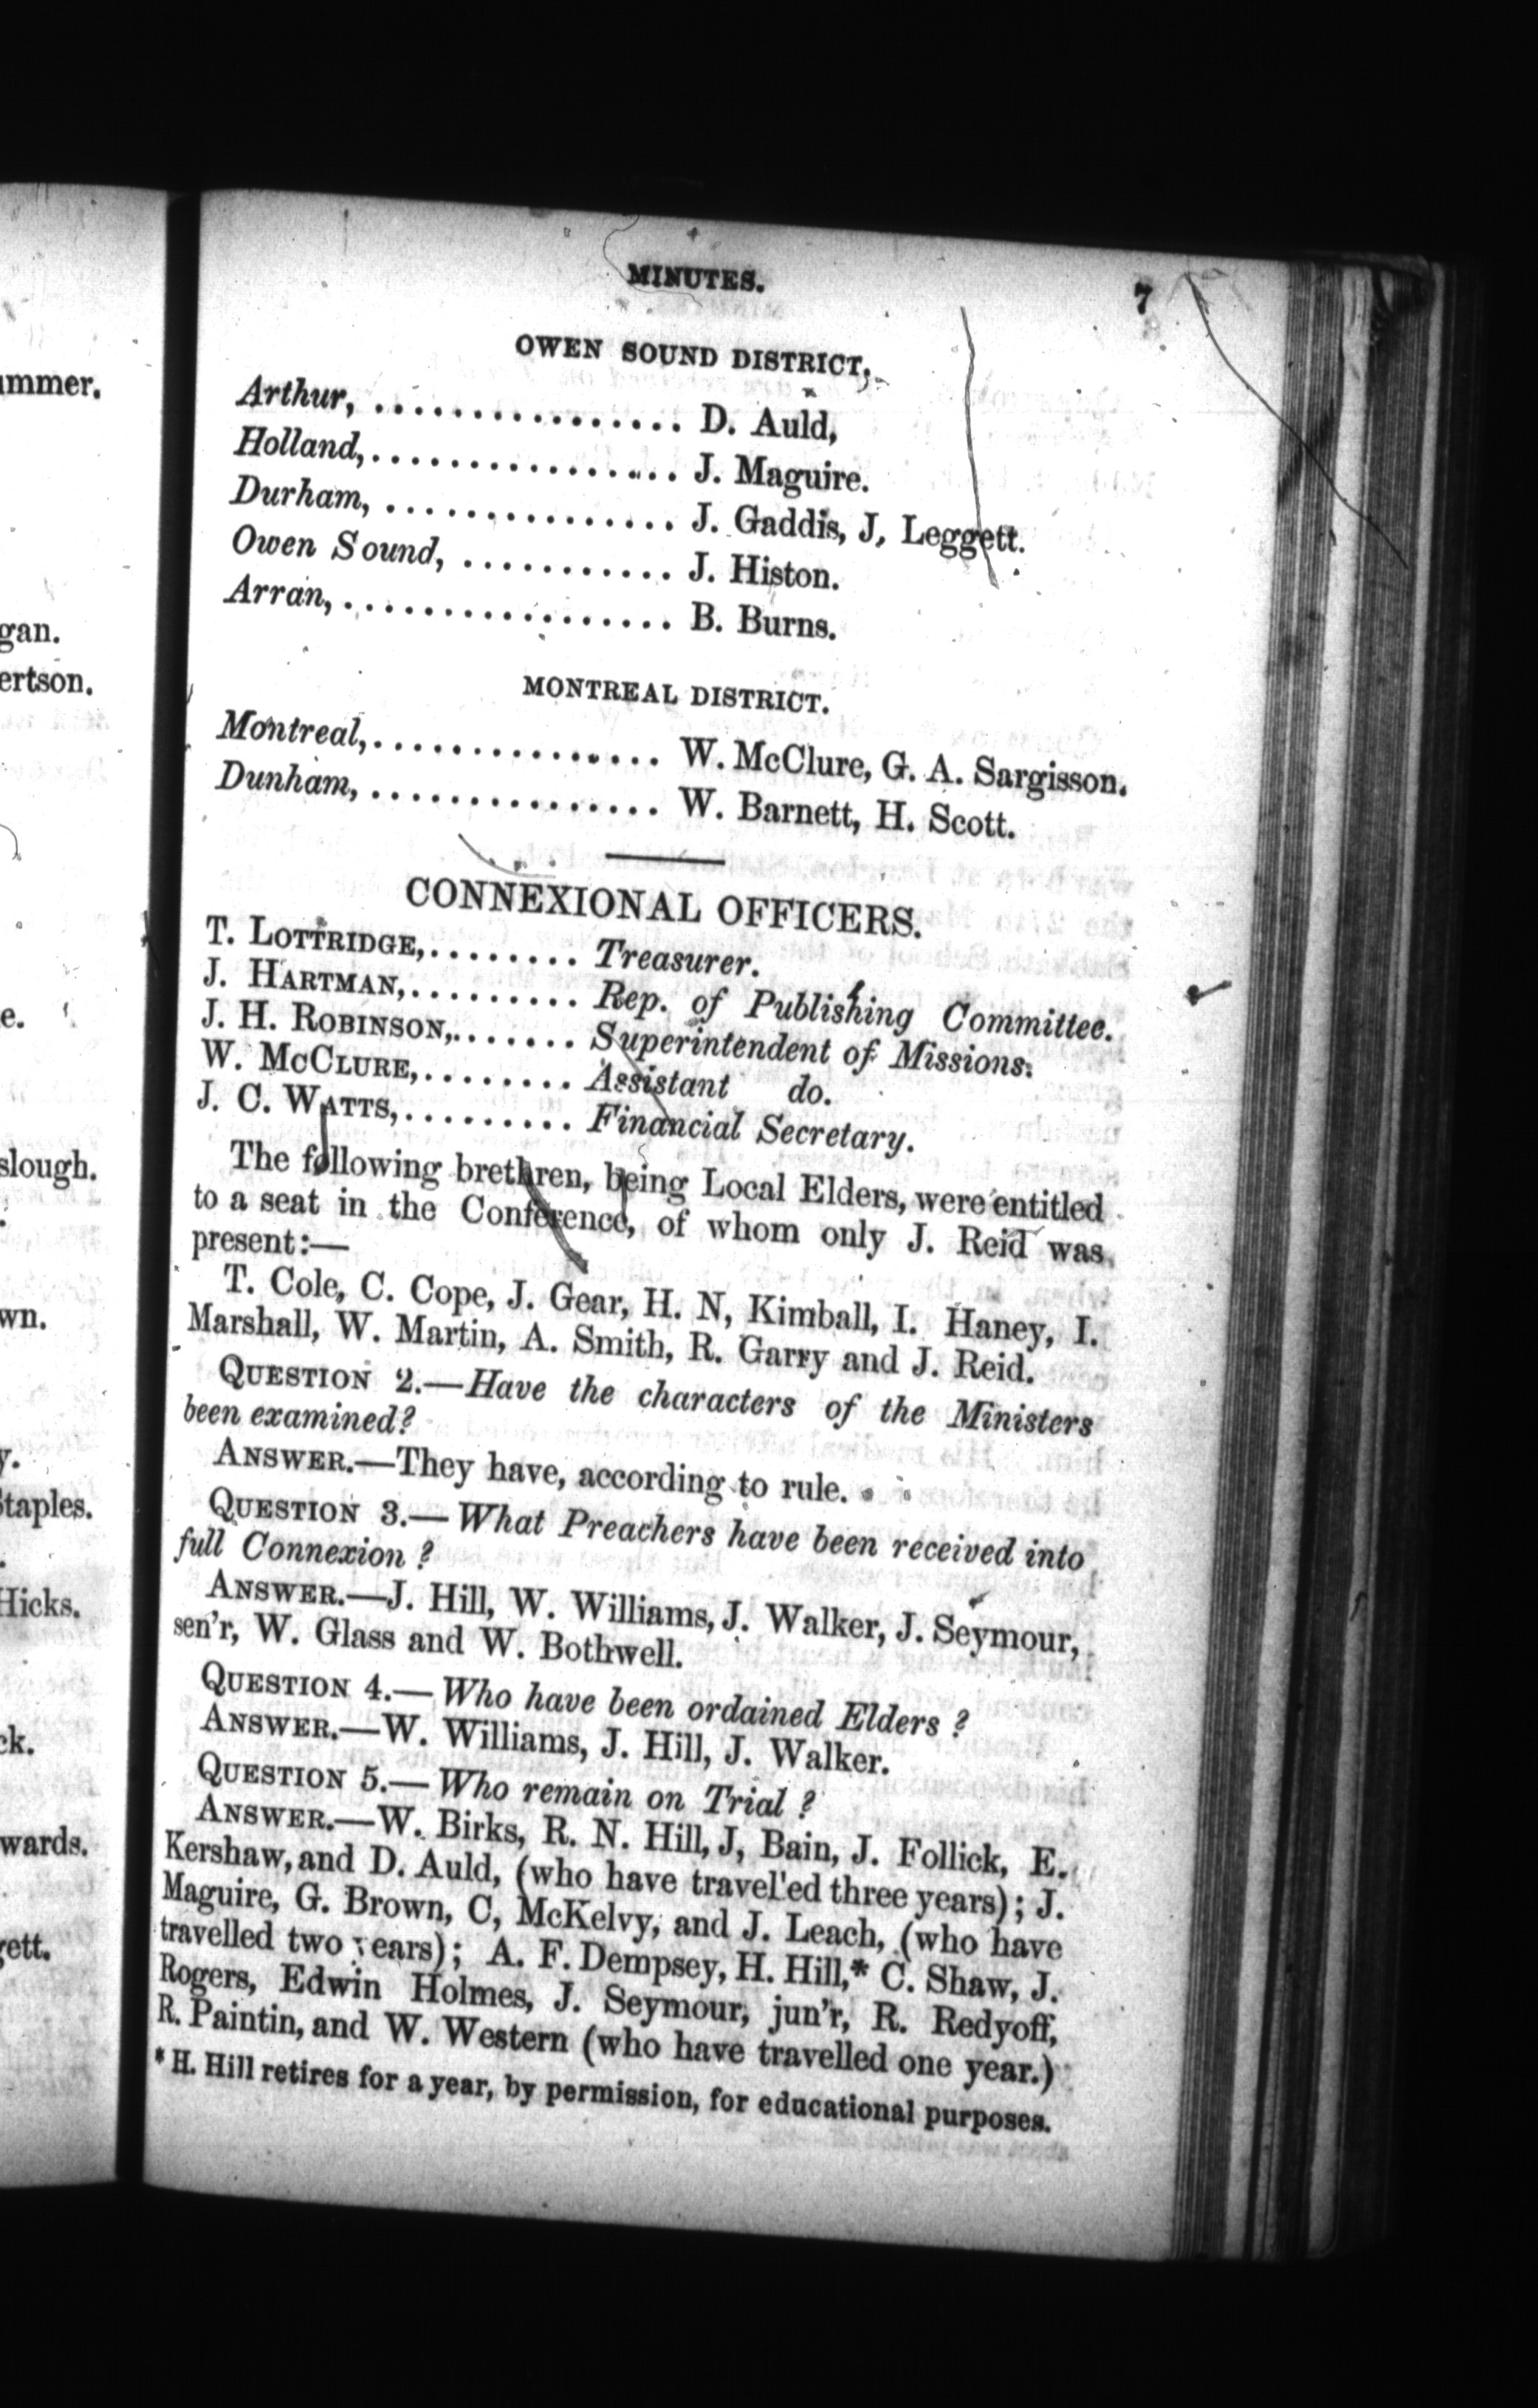 MINUTES.
7
OWEN SOUND DISTRICT.
Arthur, ................ D. Auld,
Holland,................ J. Maguire.
Durham, ............... J. Gaddis, J, Leggett.
Owen Sound, ........... J. Histon.
Arran,................. B. Burns.
MONTREAL DISTRICT.
Montreal,............... W. McClure, G. A. Sargisson.
Dunham, ............... W. Barnett, H. Scott.
CONNEXIONAL OFFICERS.
T. LOTTRIDGE,........ Treasurer.
J. HARTMAN,......... Rep. of Publishing Committee.
J. H. ROBINSON,....... Superintendent of Missions.
W. MCCLURE,........ Assistant do.
J. C. WATTS,......... Financial Secretary.
The following brethren, being Local Elders, were entitled
to a seat in the Conference, of whom only J. Reid was
present:—
T. Cole, C. Cope, J. Gear, H. N, Kimball, I. Haney, I.
Marshall, W. Martin, A. Smith, R. Garry and J. Reid.
QUESTION 2.—Have the characters of the Ministers
been examined?
ANSWER.—They have, according to rule.
QUESTION 3.—What Preachers have been received into
full Connexion?
ANSWER.—J. Hill, W. Williams, J. Walker, J. Seymour,
sen'r, W. Glass and W. Bothwell.
QUESTION 4.—Who have been ordained Elders?
ANSWER.—W. Williams, J. Hill, J. Walker.
QUESTION 5.—Who remain on Trial?
ANSWER.—W. Birks, R. N. Hill, J, Bain, J. Follick, E.
Kershaw, and D. Auld, (who have travel'ed three years); J.
Maguire, G. Brown, C, McKelvy, and J. Leach, (who have
travelled two years); A. F. Dempsey, H. Hill,* C. Shaw, J.
Rogers, Edwin Holmes, J. Seymour, jun'r, R. Redyoff,
R. Paintin, and W. Western (who have travelled one year.)
* H. Hill retires for a year, by permission, for educational purposes.